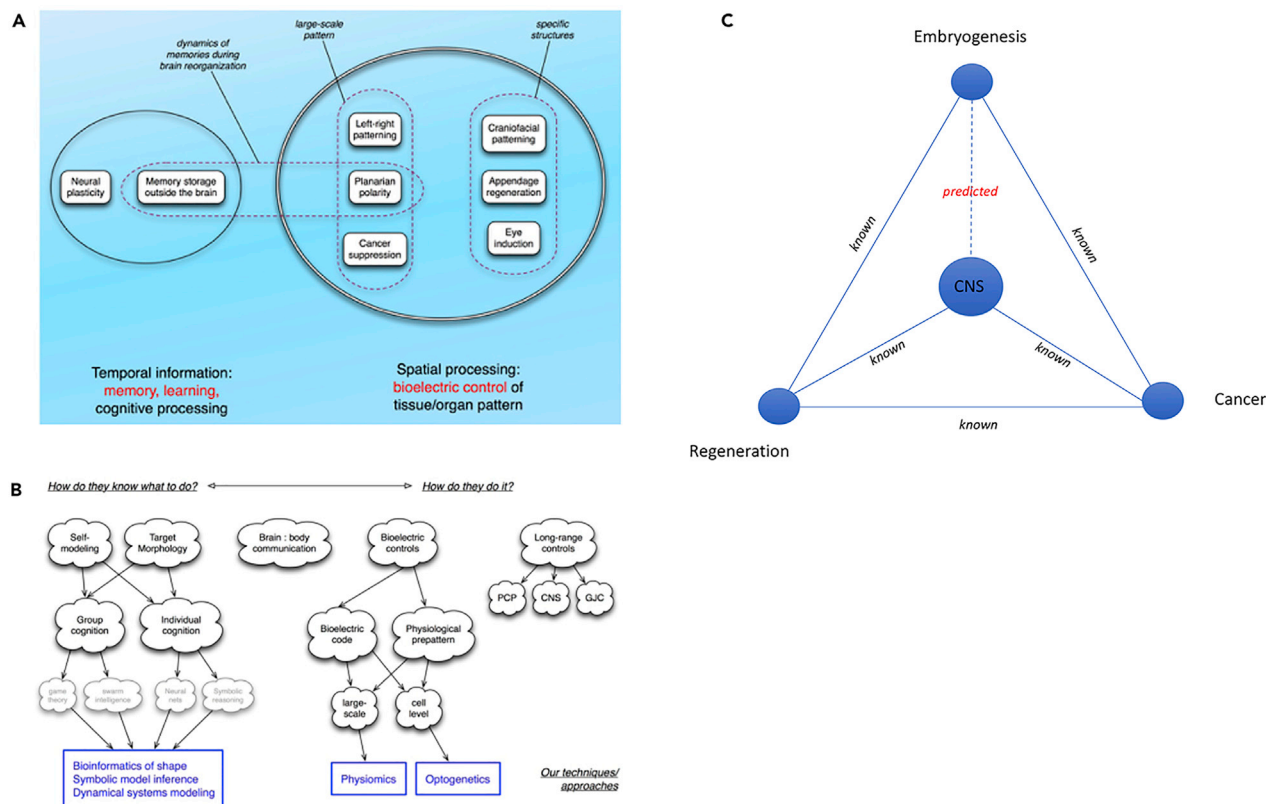 A
large-scale
pattern
specific
structures
dynamics of
memories during
brain reorganization
Left-right
patterning
Craniofacial
patterning
Neural
plasticity
Memory storage
outside the brain
Planarian
polarity
Appendage
regeneration
Cancer
suppression
Eye
induction
Temporal information:
memory, learning,
cognitive processing
Spatial processing:
bioelectric control of
tissue/organ pattern
C
Embryogenesis
predicted
known
known
CNS
known
known
known
Regeneration
Cancer
B
How do they know what to do?
How do they do it?
Self-
modeling
Target
Morphology
Brain : body
communication
Bioelectric
controls
Long-range
controls
PCP
CNS
GJC
Group
cognition
Individual
cognition
Bioelectric
code
Physiological
prepattern
game
theory
swarm
intelligence
Neural
nets
Symbolic
reasoning
large-
scale
cell
level
Bioinformatics of shape
Symbolic model inference
Dynamical systems modeling
Physiomics
Optogenetics
Our techniques/
approaches